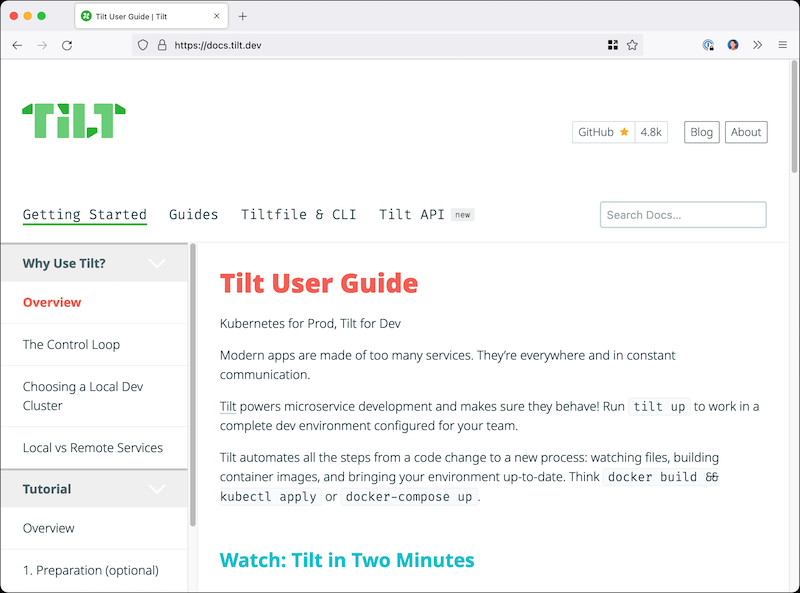 Tilt User Guide | Tilt
https://docs.tilt.dev
TILT
GitHub 4.8k Blog About
Getting Started Guides Tiltfile & CLI Tilt API new Search Docs...
Why Use Tilt?
Overview
The Control Loop
Choosing a Local Dev
Cluster
Local vs Remote Services
Tutorial
Overview
1. Preparation (optional)
Tilt User Guide
Kubernetes for Prod, Tilt for Dev
Modern apps are made of too many services. They’re everywhere and in constant
communication.
Tilt powers microservice development and makes sure they behave! Run tilt up to work in a
complete dev environment configured for your team.
Tilt automates all the steps from a code change to a new process: watching files, building
container images, and bringing your environment up-to-date. Think docker build &&
kubectl apply or docker-compose up.
Watch: Tilt in Two Minutes